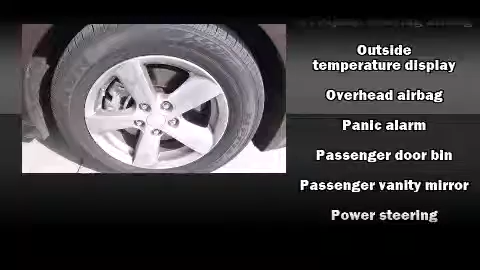 Outside
temperature display
Overhead airbag
Panic alarm
Passenger door bin
Passenger vanity mirror
Power steering